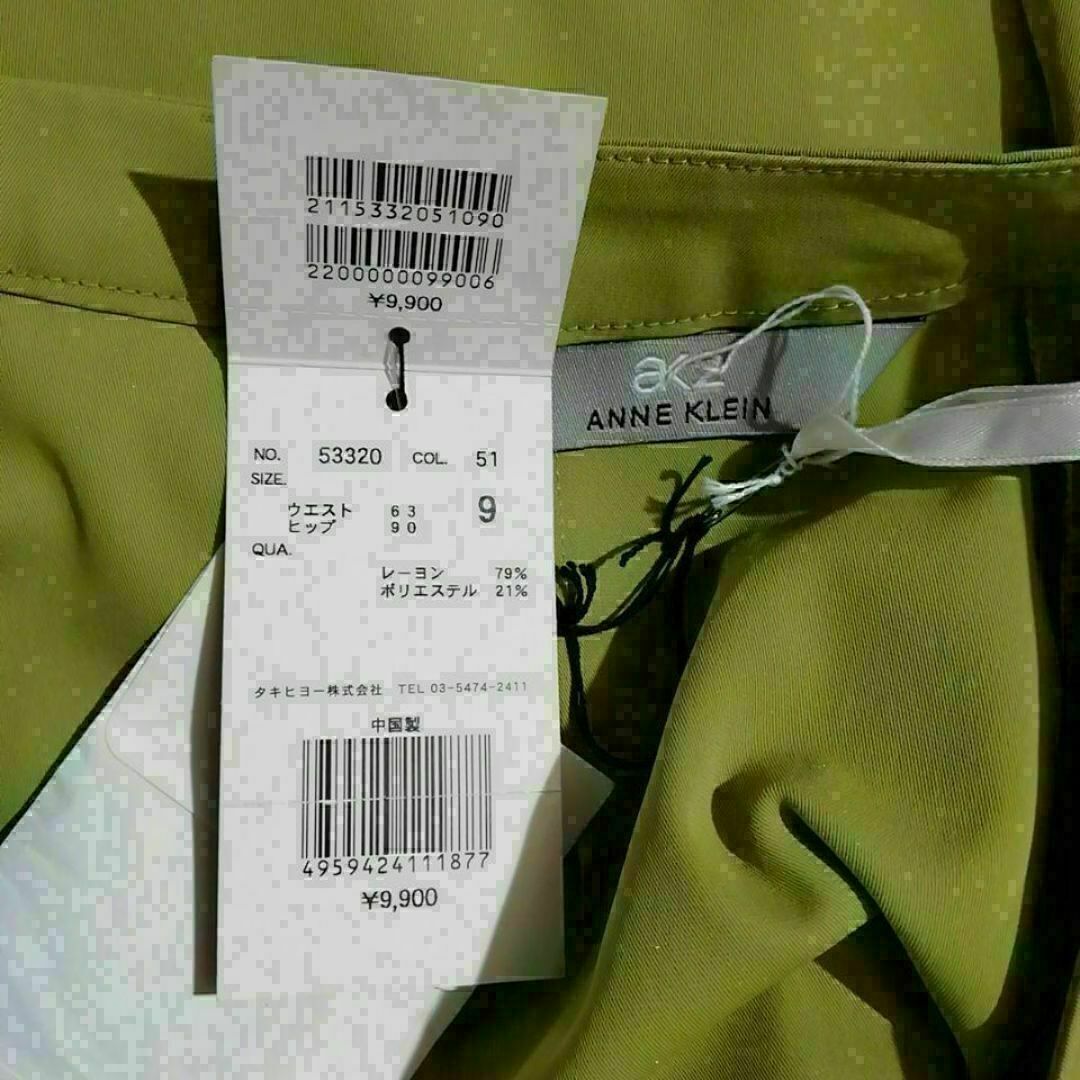 2115332051090
2200000099006
¥9,900
akz
ANNE KLEIN
NO. 53320 COL. 51
SIZE.
ウエスト 63 9
ヒップ 90
QUA.
レーヨン 79%
ポリエステル 21%
タキヒヨー株式会社 TEL 03-5474-2411
中国製
4959424111877
¥9,900